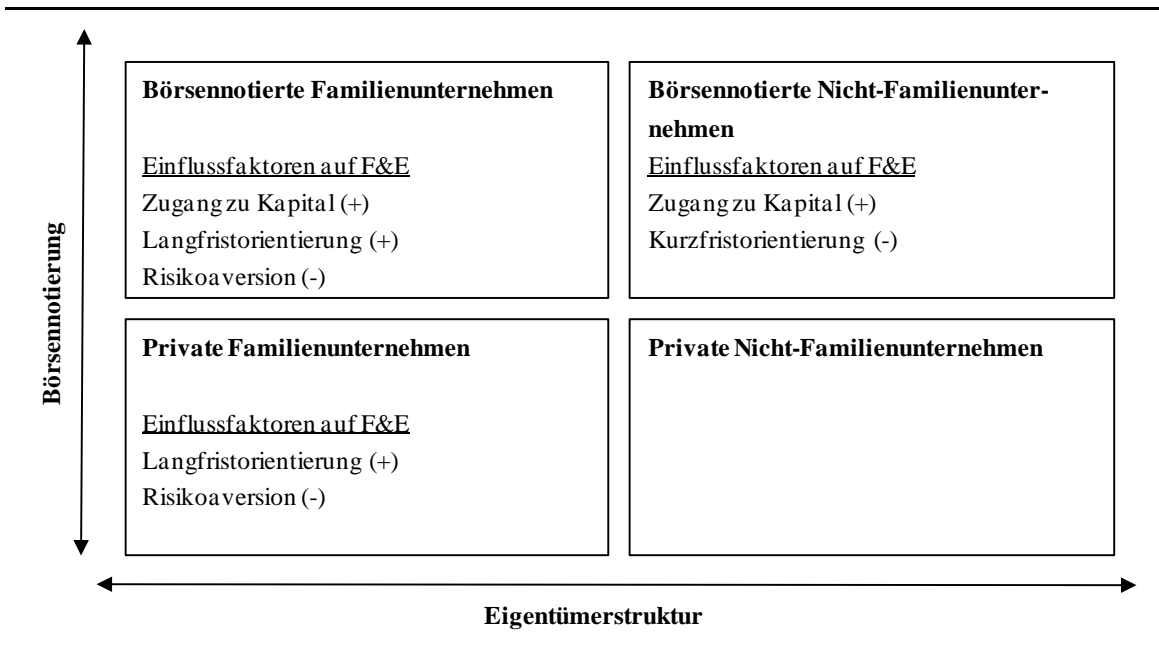 Börsennotierung
Börsennotierte Familienunternehmen
Einflussfaktoren auf F&E
Zugang zu Kapital (+)
Langfristorientierung (+)
Risikoaversion (-)
Börsennotierte Nicht-Familienunter-
nehmen
Einflussfaktoren auf F&E
Zugang zu Kapital (+)
Kurzfristorientierung (-)
Private Familienunternehmen
Einflussfaktoren auf F&E
Langfristorientierung (+)
Risikoaversion (-)
Private Nicht-Familienunternehmen
Eigentümerstruktur